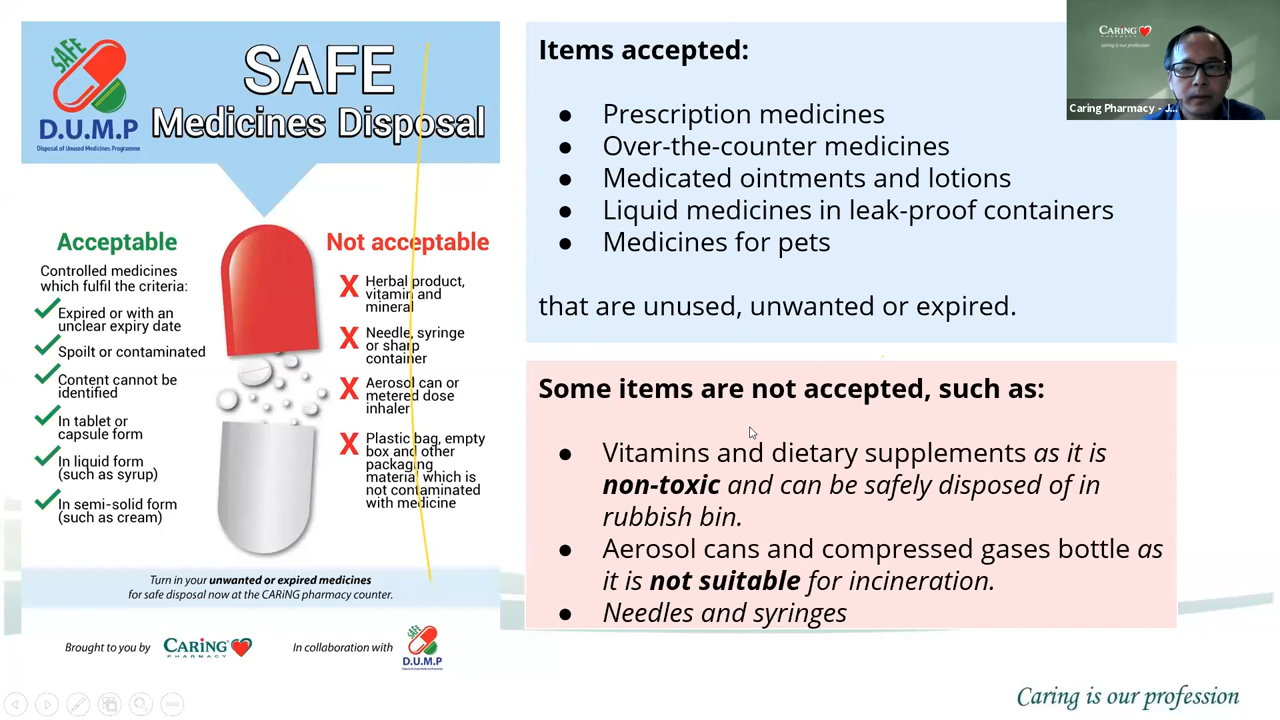 SAFE
D.U.M.P
Disposal of Unused Medicines Programme
SAFE
Medicines Disposal
Acceptable
Controlled medicines
which fulfil the criteria:
Expired or with an
unclear expiry date
Spoilt or contaminated
Content cannot be
identified
In tablet or
capsule form
In liquid form
(such as syrup)
In semi-solid form
(such as cream)
Not acceptable
X Herbal product,
vitamin and
mineral
X Needle, syringe
or sharp
container
X Aerosol can or
metered dose
inhaler
X Plastic bag, empty
box and other
packaging
material which is
not contaminated
with medicine
Turn in your unwanted or expired medicines
for safe disposal now at the CARiNG pharmacy counter.
Brought to you by
CARiNG
PHARMACY
In collaboration with
SAFE
D.U.M.P
Items accepted:
● Prescription medicines
● Over-the-counter medicines
● Medicated ointments and lotions
● Liquid medicines in leak-proof containers
● Medicines for pets
that are unused, unwanted or expired.
Some items are not accepted, such as:
● Vitamins and dietary supplements as it is
non-toxic and can be safely disposed of in
rubbish bin.
● Aerosol cans and compressed gases bottle as
it is not suitable for incineration.
● Needles and syringes
CARiNG
PHARMACY
caring is our profession
Caring Pharmacy - J...
Caring is our profession